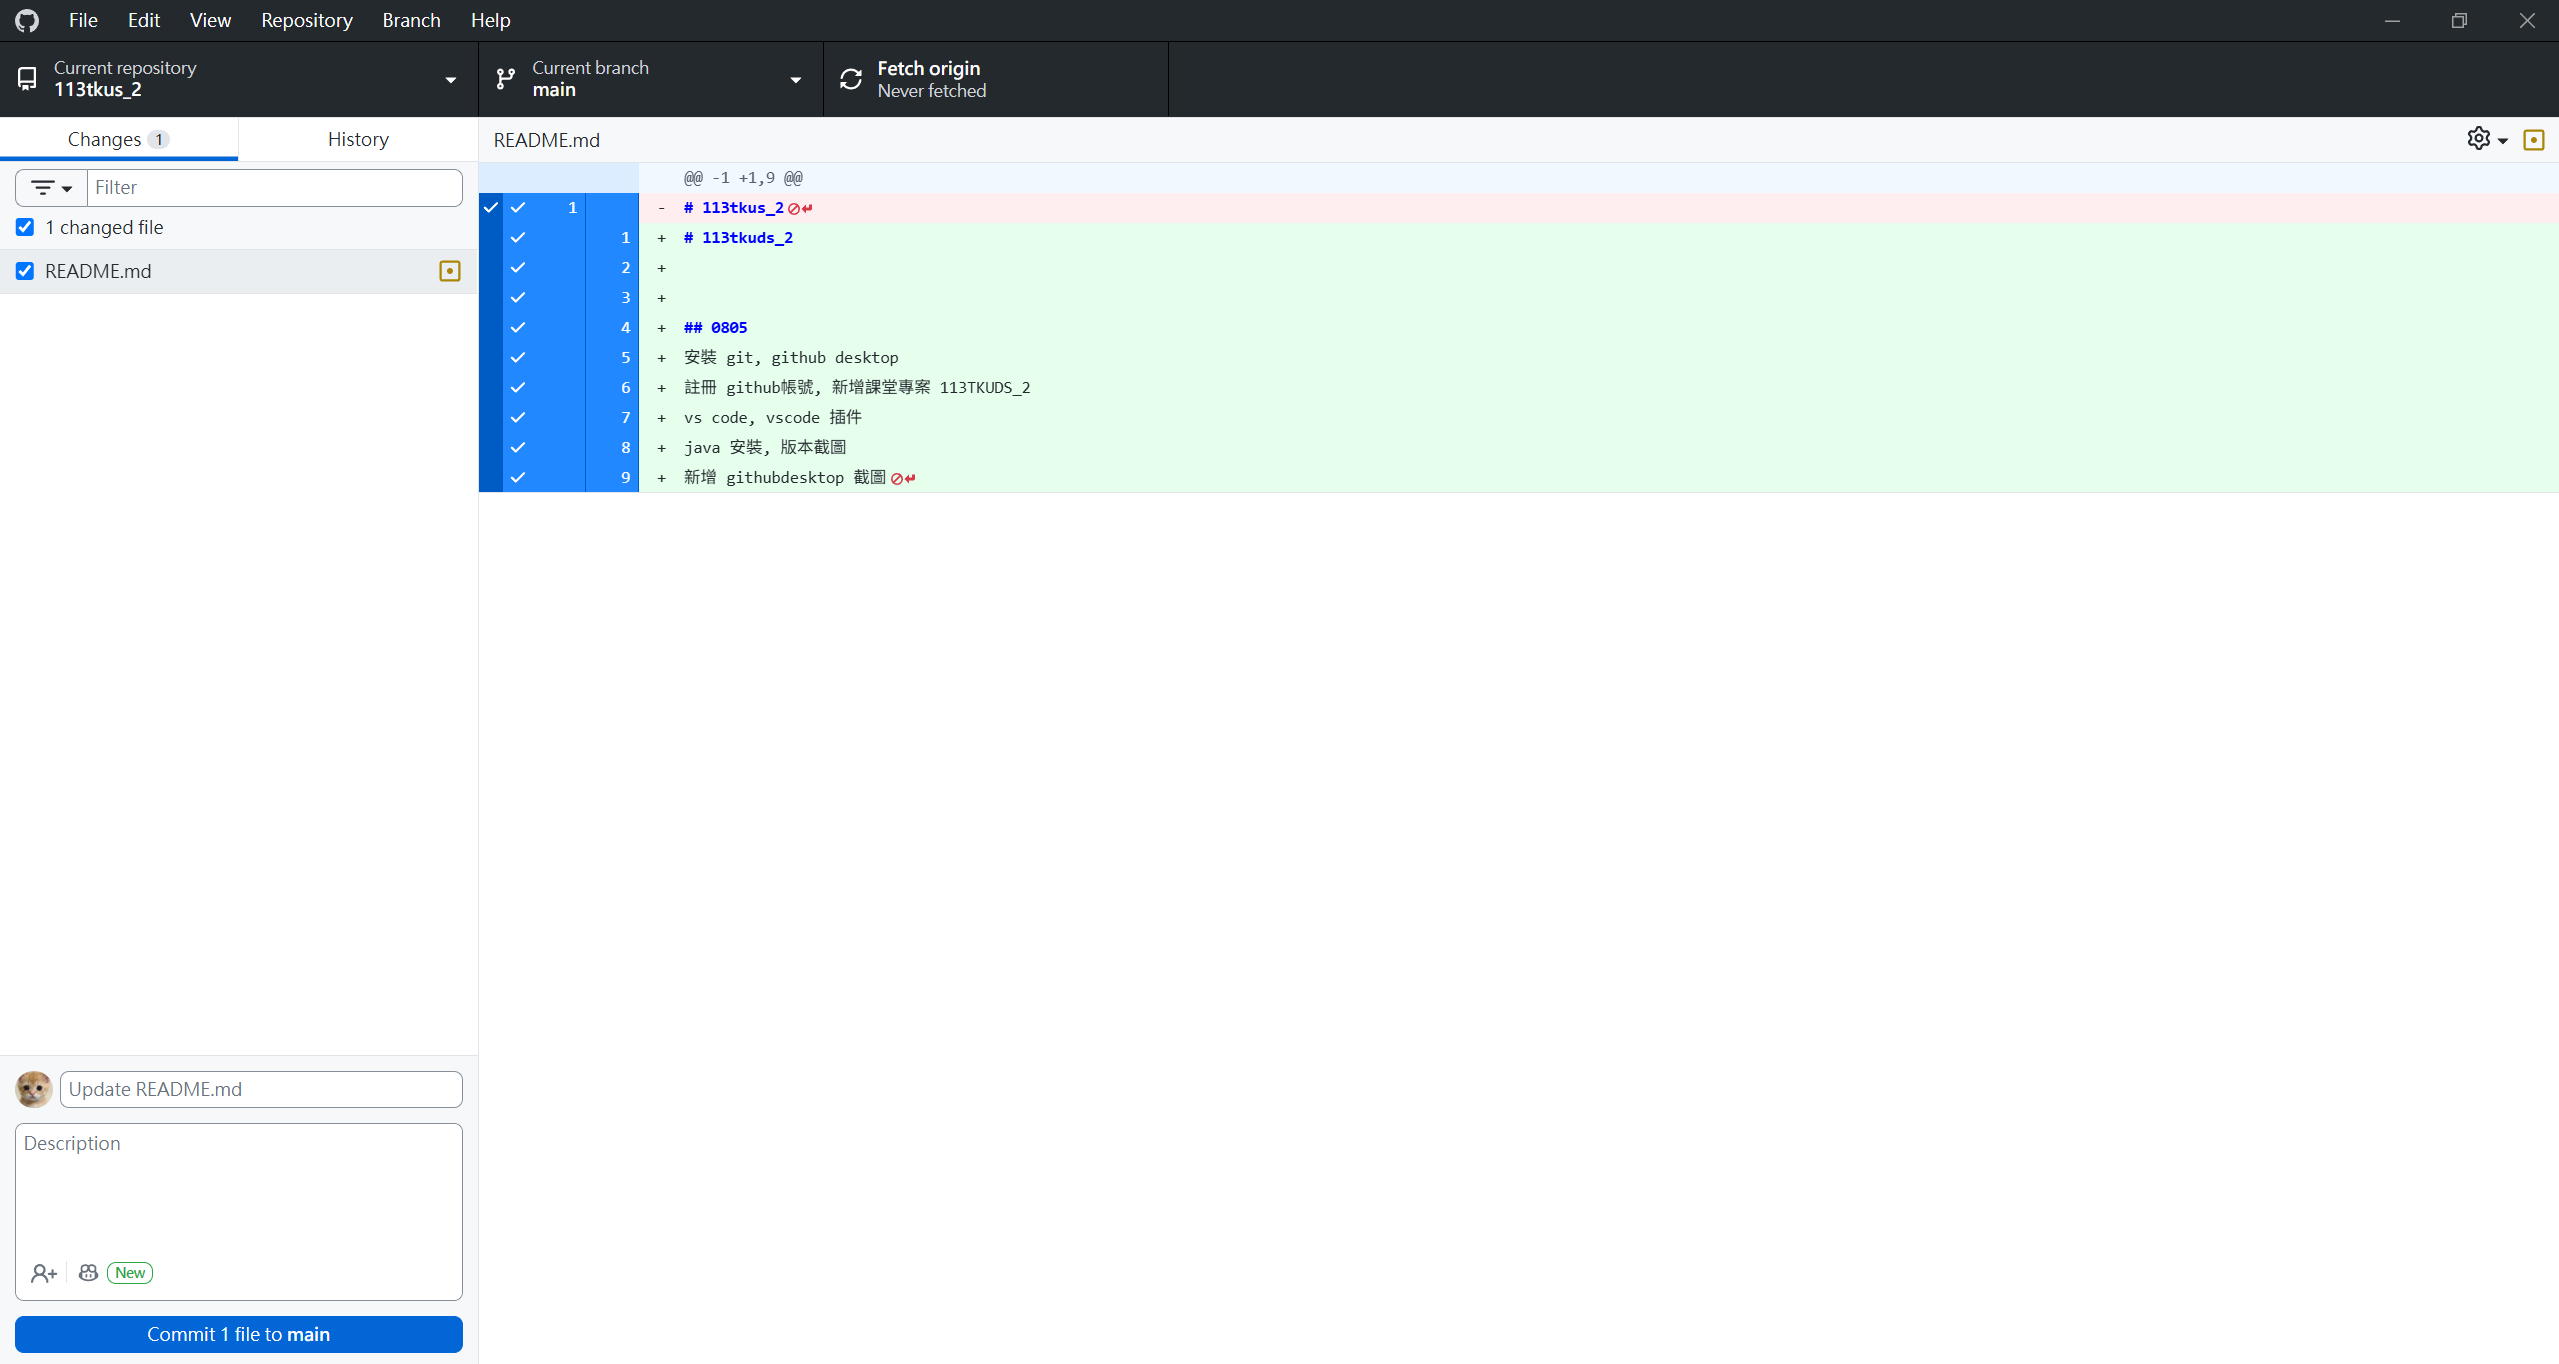 File Edit View Repository Branch Help
Current repository
113tkus_2
Current branch
main
Fetch origin
Never fetched
Changes 1
History
Filter
1 changed file
README.md
README.md
@@ -1 +1,9 @@
1 - # 113tkus_2
1 + # 113tkuds_2
2 +
3 +
4 + ## 0805
5 + 安裝 git, github desktop
6 + 註冊 github帳號, 新增課堂專案 113TKUDS_2
7 + vs code, vscode 插件
8 + java 安裝, 版本截圖
9 + 新增 githubdesktop 截圖
Update README.md
Description
New
Commit 1 file to main